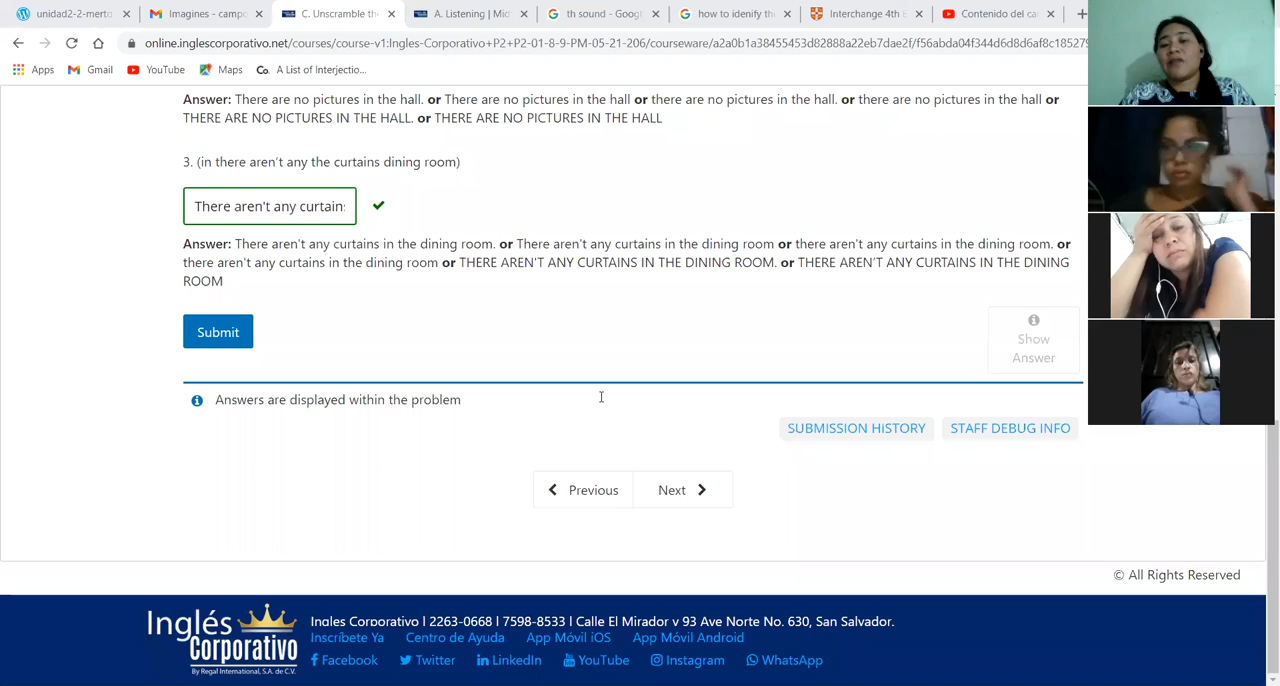 unidad2-2-merto
Imagines - campo
C. Unscramble the
A. Listening | Mid
th sound - Googl
how to idenify the
Interchange 4th E
Contenido del ca
online.inglescorporativo.net/courses/course-v1:Ingles-Corporativo+P2+P2-01-8-9-PM-05-21-206/courseware/a2a0b1a38455453d82888a22eb7dae2f/f56abda04f344d6d8d6af8c185279
Apps Gmail YouTube Maps Co. A List of Interjectio...
Answer: There are no pictures in the hall. or There are no pictures in the hall or there are no pictures in the hall. or there are no pictures in the hall or
THERE ARE NO PICTURES IN THE HALL. or THERE ARE NO PICTURES IN THE HALL
3. (in there aren't any the curtains dining room)
There aren't any curtain
Answer: There aren't any curtains in the dining room. or There aren't any curtains in the dining room or there aren't any curtains in the dining room. or
there aren't any curtains in the dining room or THERE AREN'T ANY CURTAINS IN THE DINING ROOM. or THERE AREN'T ANY CURTAINS IN THE DINING
ROOM
Submit
Show
Answer
Answers are displayed within the problem
SUBMISSION HISTORY STAFF DEBUG INFO
Previous Next
© All Rights Reserved
Inglés
Corporativo
By Regal International, S.A. de C.V.
Ingles Corporativo | 2263-0668 | 7598-8533 | Calle El Mirador y 93 Ave Norte No. 630, San Salvador.
Inscríbete Ya Centro de Ayuda App Móvil iOS App Móvil Android
Facebook Twitter LinkedIn YouTube Instagram WhatsApp